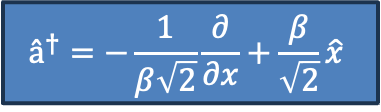 â† = − 1/(β√2) ∂/∂x + β/√2 x̂